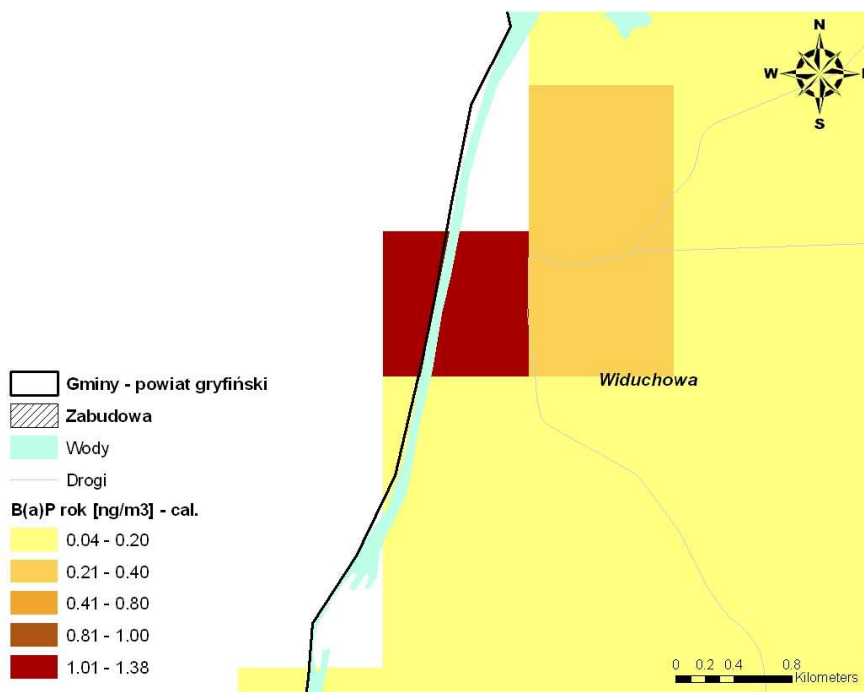 N
W
E
S
Widuchowa
Gminy - powiat gryfiński
Zabudowa
Wody
Drogi
B(a)P rok [ng/m3] - cal.
0.04 - 0.20
0.21 - 0.40
0.41 - 0.80
0.81 - 1.00
1.01 - 1.38
0 0.2 0.4 0.8
Kilometers